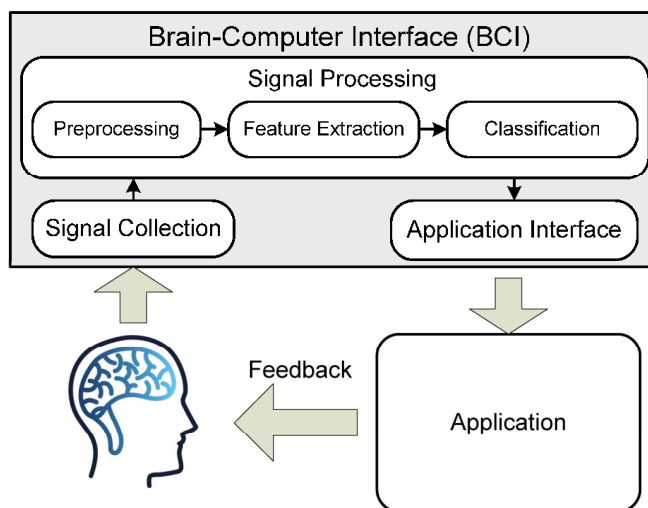 Brain-Computer Interface (BCI)
Signal Processing
Preprocessing
Feature Extraction
Classification
Signal Collection
Application Interface
Feedback
Application